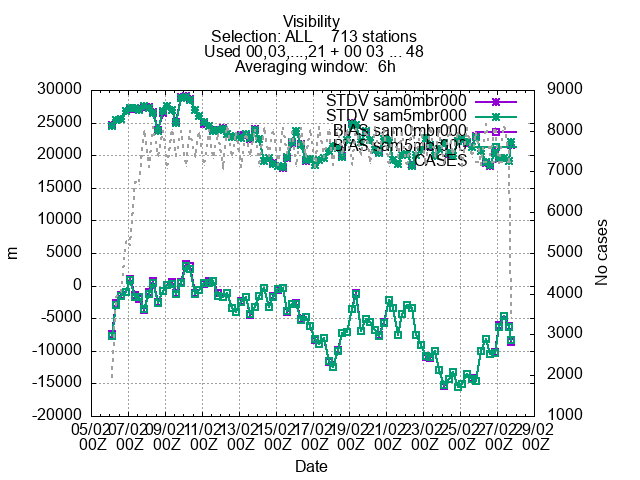 Visibility
Selection: ALL 713 stations
Used 00,03,...,21 + 00 03 ... 48
Averaging window: 6h
STDV sam0mbr000
STDV sam5mbr000
BIAS sam0mbr000
BIAS sam5mbr000
CASES
30000
25000
20000
15000
10000
5000
0
-5000
-10000
-15000
-20000
m
9000
8000
7000
6000
5000
4000
3000
2000
1000
No cases
05/02 07/02 09/02 11/02 13/02 15/02 17/02 19/02 21/02 23/02 25/02 27/02 29/02
00Z 00Z 00Z 00Z 00Z 00Z 00Z 00Z 00Z 00Z 00Z 00Z 00Z
Date